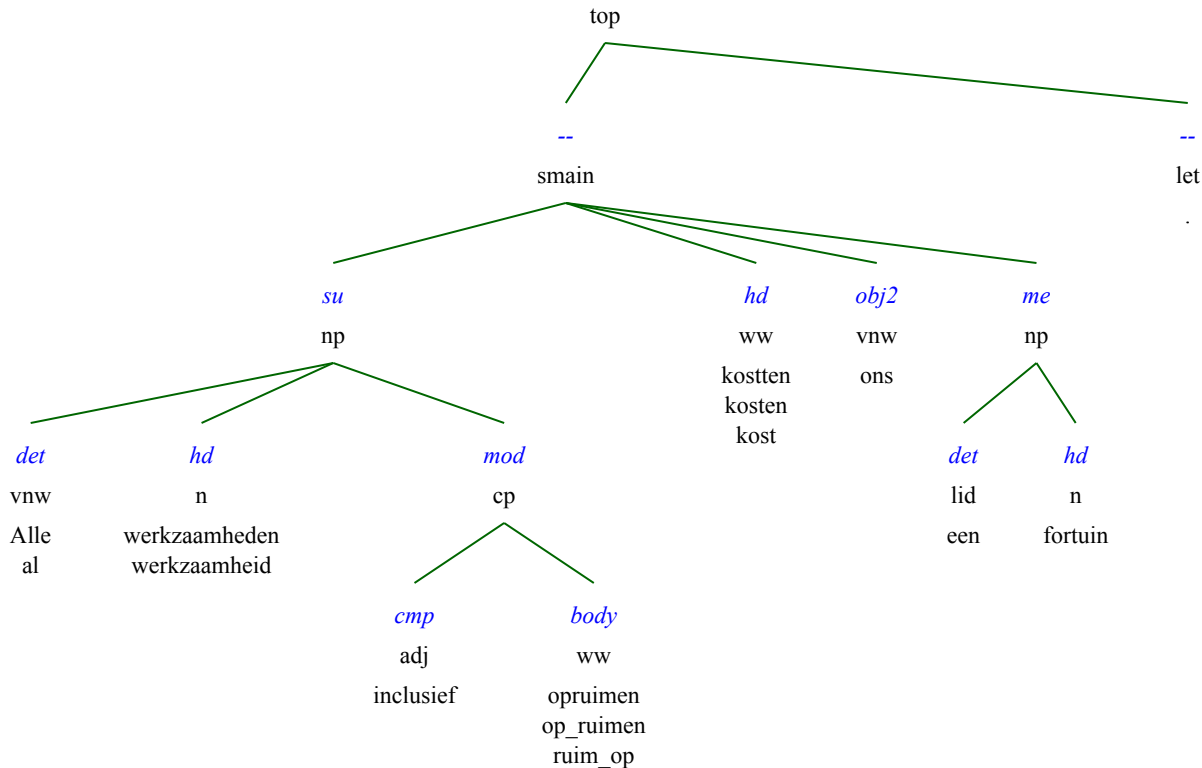 top
-- --
smain let
.
su hd obj2 me
np ww vnw np
kostten ons
kosten
kost
det hd mod det hd
vnw n cp lid n
Alle werkzaamheden een fortuin
al werkzaamheid
cmp body
adj ww
inclusief opruimen
op_ruimen
ruim_op